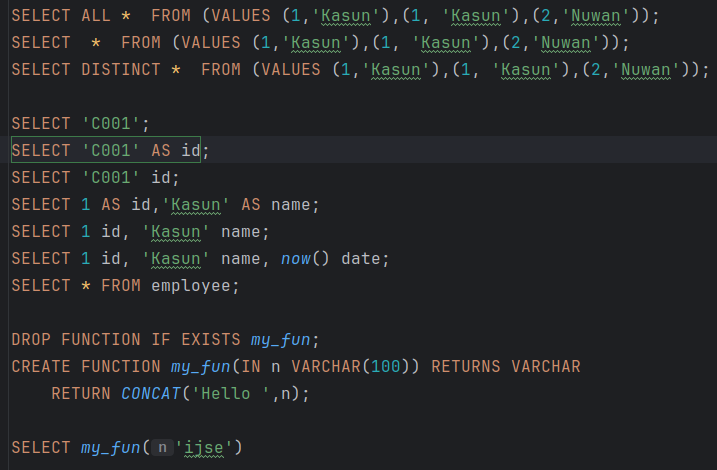 SELECT ALL *  FROM (VALUES (1,'Kasun'),(1, 'Kasun'),(2,'Nuwan'));
SELECT  *  FROM (VALUES (1,'Kasun'),(1, 'Kasun'),(2,'Nuwan'));
SELECT DISTINCT *  FROM (VALUES (1,'Kasun'),(1, 'Kasun'),(2,'Nuwan'));
SELECT 'C001';
SELECT 'C001' AS id;
SELECT 'C001' id;
SELECT 1 AS id,'Kasun' AS name;
SELECT 1 id, 'Kasun' name;
SELECT 1 id, 'Kasun' name, now() date;
SELECT * FROM employee;
DROP FUNCTION IF EXISTS my_fun;
CREATE FUNCTION my_fun(IN n VARCHAR(100)) RETURNS VARCHAR
    RETURN CONCAT('Hello ',n);
SELECT my_fun( n 'ijse')